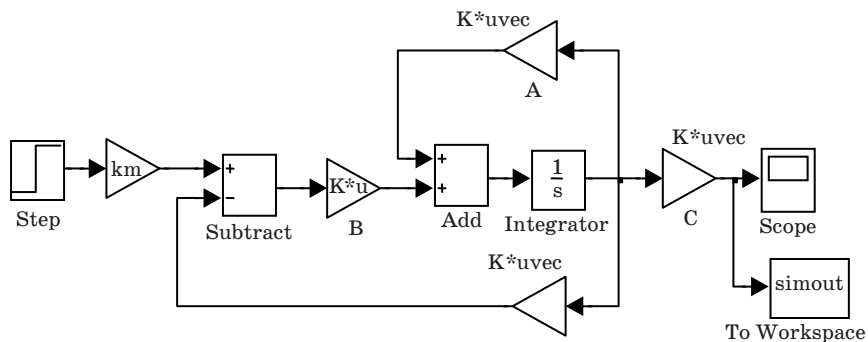 K*uvec
A
K*uvec
km
+
−
K*u
+
+
1
s
Step
Subtract
B
Add
Integrator
C
Scope
K*uvec
simout
To Workspace